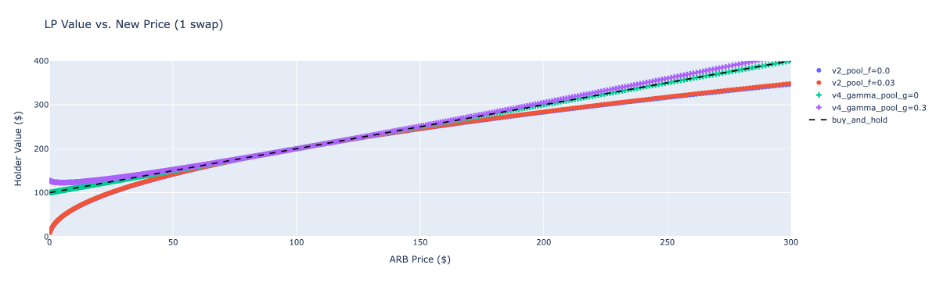 LP Value vs. New Price (1 swap)
400
300
200
100
0
Holder Value ($)
0
50
100
150
200
250
300
ARB Price ($)
v2_pool_f=0.0
v2_pool_f=0.03
v4_gamma_pool_g=0
v4_gamma_pool_g=0.3
buy_and_hold